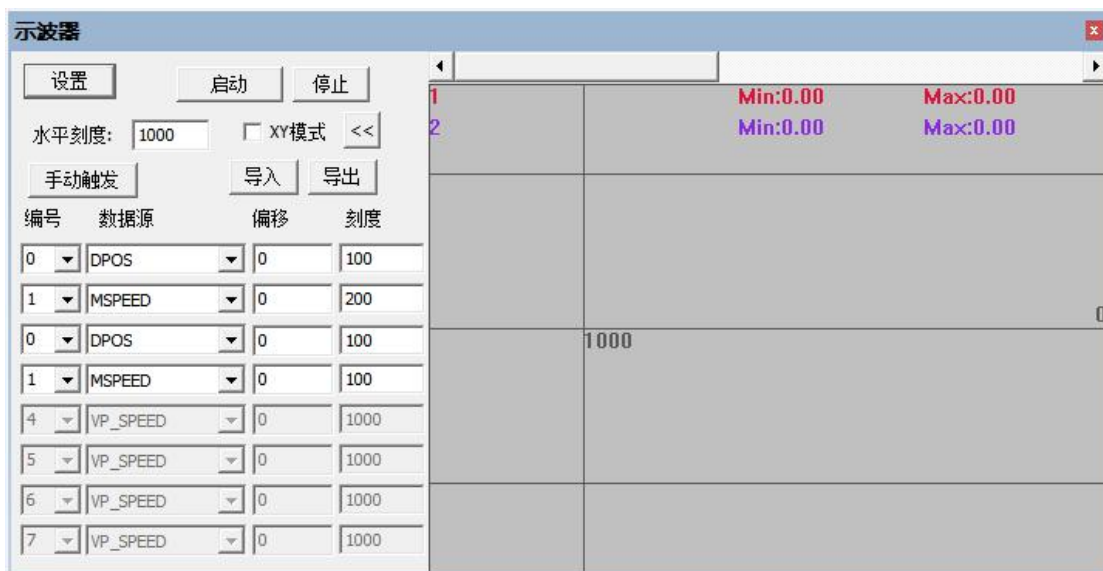 示波器
设置 启动 停止
水平刻度: 1000 XY模式 <<
手动触发 导入 导出
编号 数据源 偏移 刻度
0 DPOS 0 100
1 MSPEED 0 200
0 DPOS 0 100
1 MSPEED 0 100
4 VP_SPEED 0 1000
5 VP_SPEED 0 1000
6 VP_SPEED 0 1000
7 VP_SPEED 0 1000
1 Min:0.00 Max:0.00
2 Min:0.00 Max:0.00
0
1000